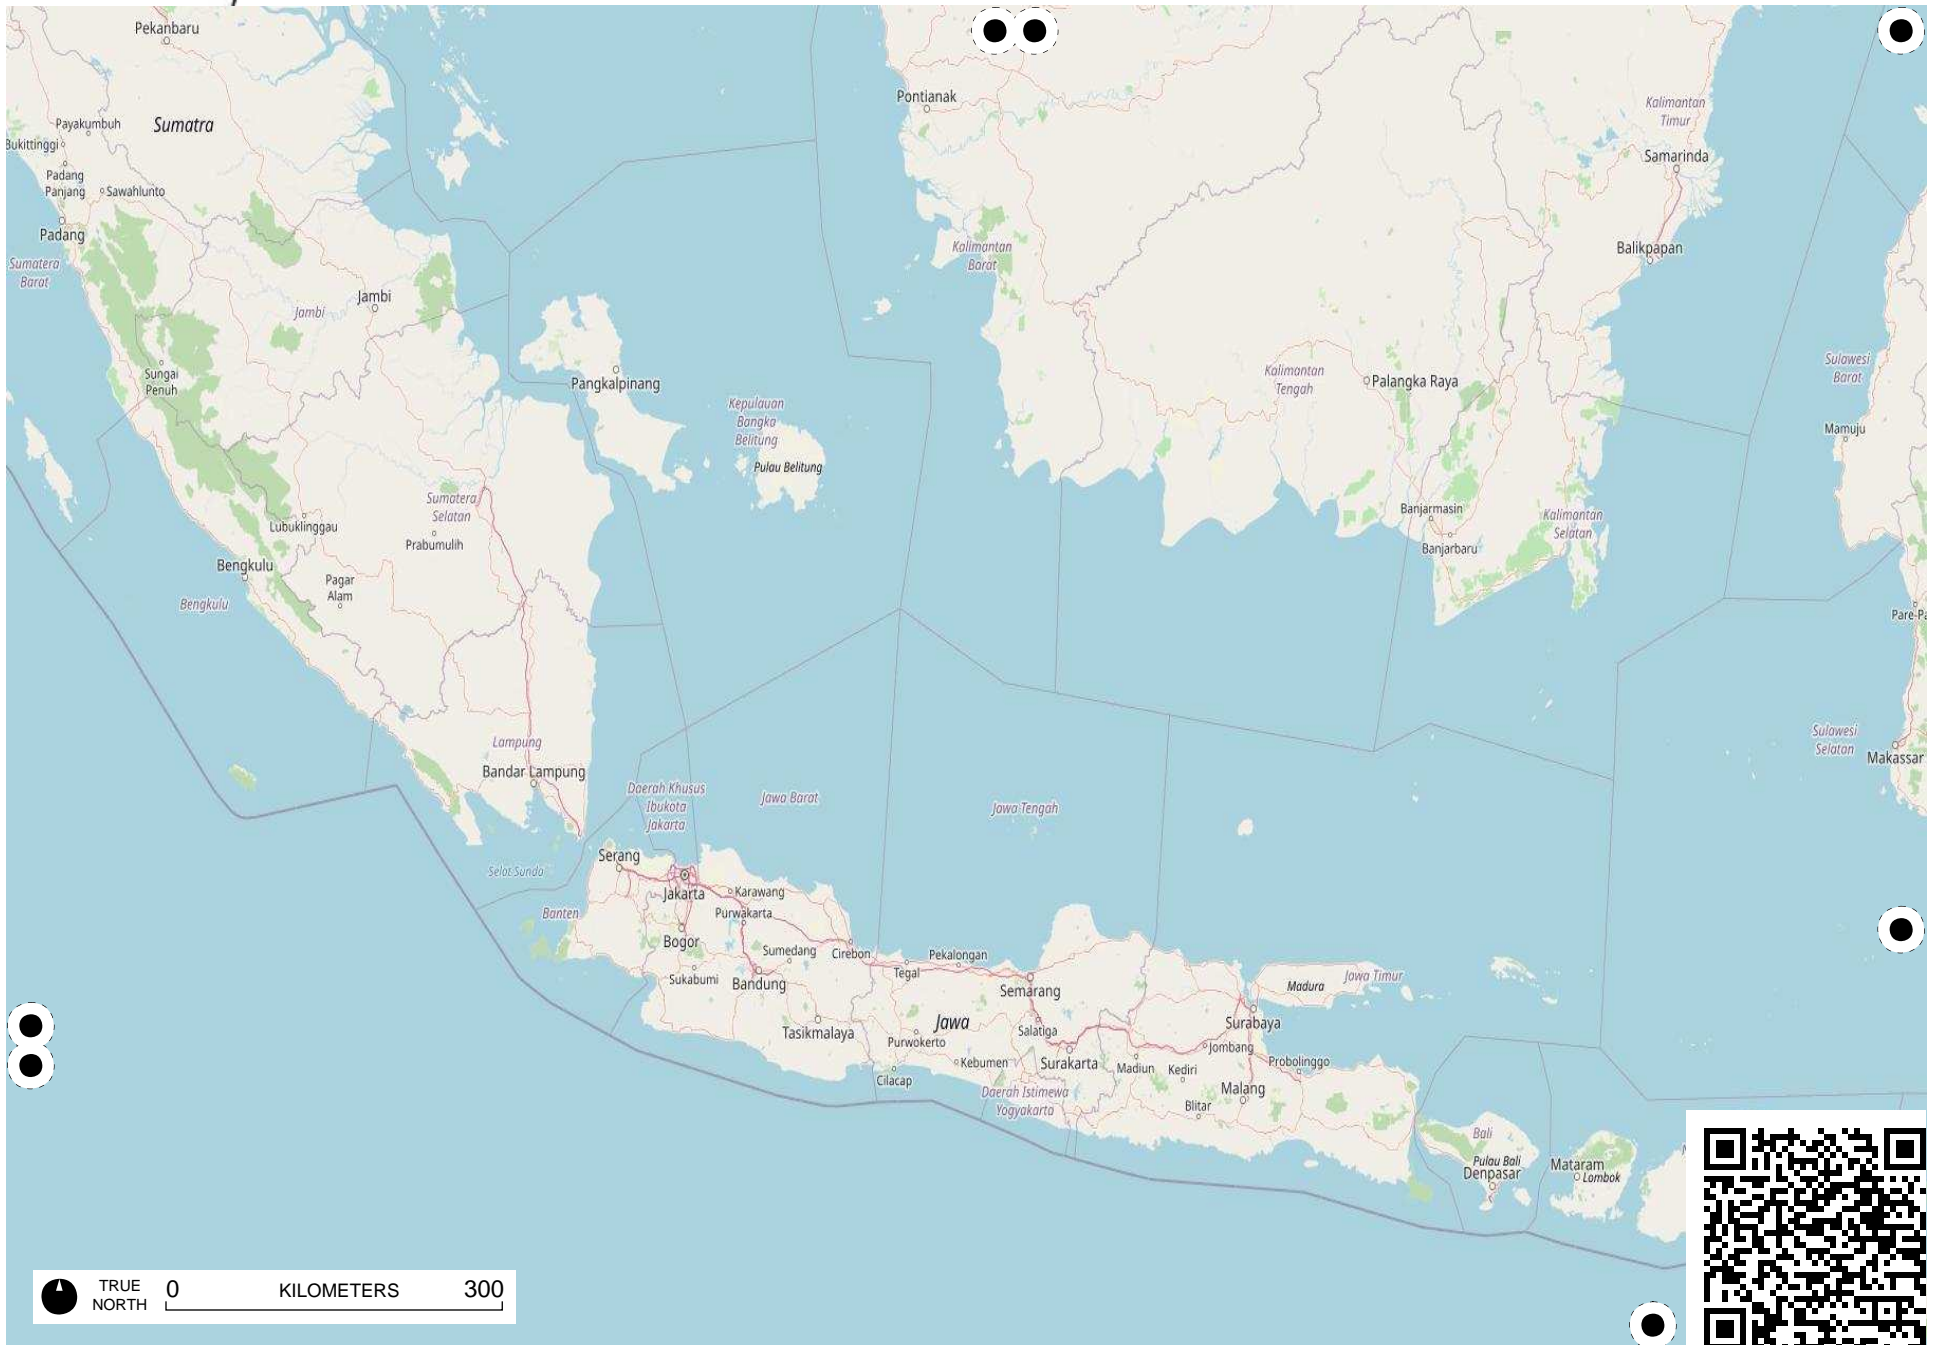 Pekanbaru
Pontianak
Kalimantan
Timur
Payakumbuh
Sumatra
Bukittinggi
Samarinda
Padang
Panjang
Sawahlunto
Padang
Kalimantan
Barat
Balikpapan
Sumatera
Barat
Jambi
Jambi
Sulawesi
Barat
Sungai
Penuh
Pangkalpinang
Kalimantan
Tengah
Palangka Raya
Kepulauan
Bangka
Belitung
Mamuju
Pulau Belitung
Sumatera
Selatan
Banjarmasin
Kalimantan
Selatan
Lubuklinggau
Prabumulih
Banjarbaru
Bengkulu
Pagar
Alam
Bengkulu
Pare-Pa
Lampung
Sulawesi
Selatan
Makassar
Bandar Lampung
Daerah Khusus
Ibukota
Jakarta
Jawa Barat
Jawa Tengah
Serang
Selat Sunda
Jakarta
Karawang
Banten
Purwakarta
Bogor
Sumedang
Cirebon
Pekalongan
Tegal
Sukabumi
Bandung
Semarang
Madura
Jawa Timur
Tasikmalaya
Jawa
Salatiga
Surabaya
Purwokerto
Kebumen
Surakarta
Jombang
Madiun
Kediri
Probolinggo
Cilacap
Daerah Istimewa
Yogyakarta
Malang
Blitar
Bali
Pulau Bali
Denpasar
Mataram
Lombok
TRUE
NORTH
0 KILOMETERS 300